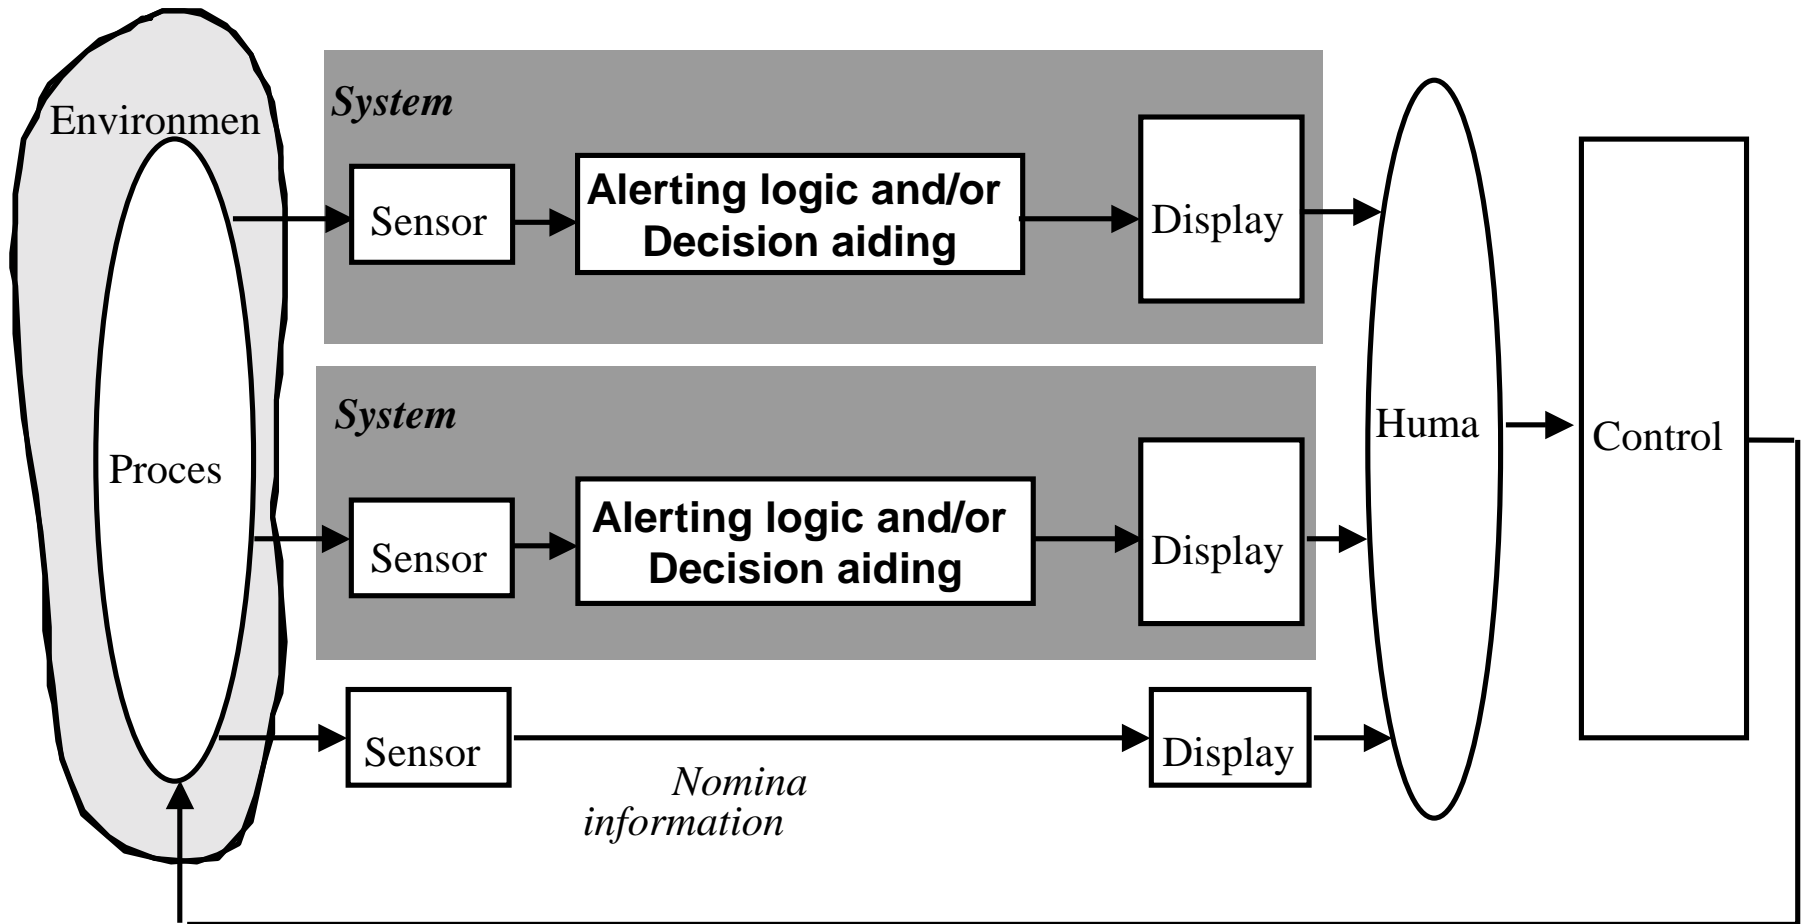 System
Environmen
Sensor
Alerting logic and/or
Decision aiding
Display
System
Huma
Control
Proces
Sensor
Alerting logic and/or
Decision aiding
Display
Sensor
Display
Nomina
information